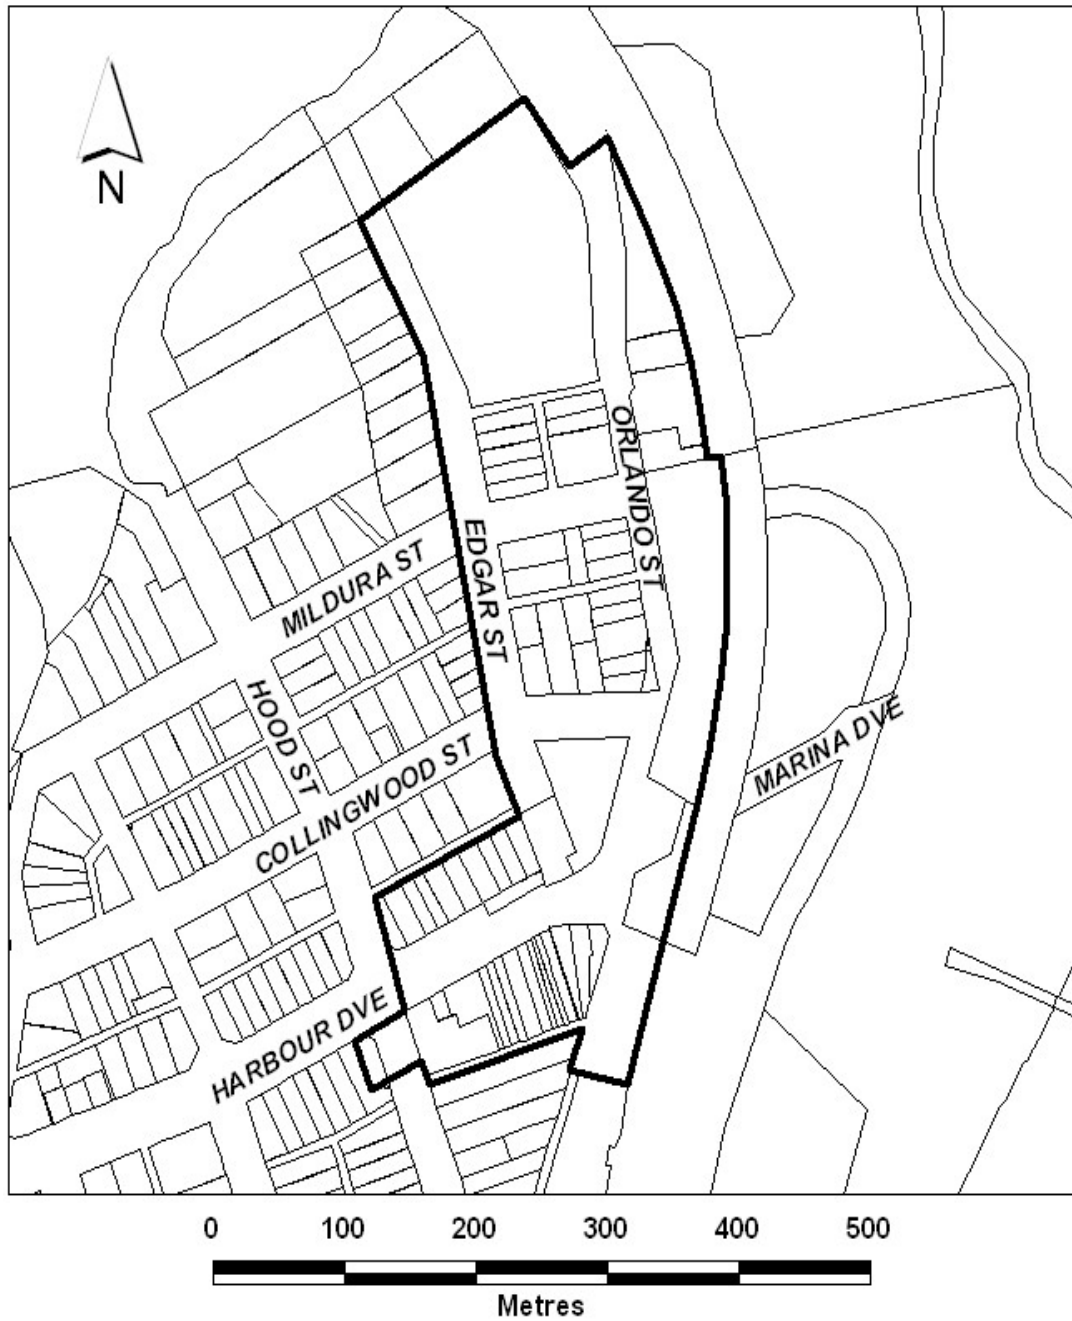 N
ORLANDO ST
EDGAR ST
MILDURA ST
HOOD ST
COLLINGWOOD ST
MARINA DVE
HARBOUR DVE
0 100 200 300 400 500
Metres